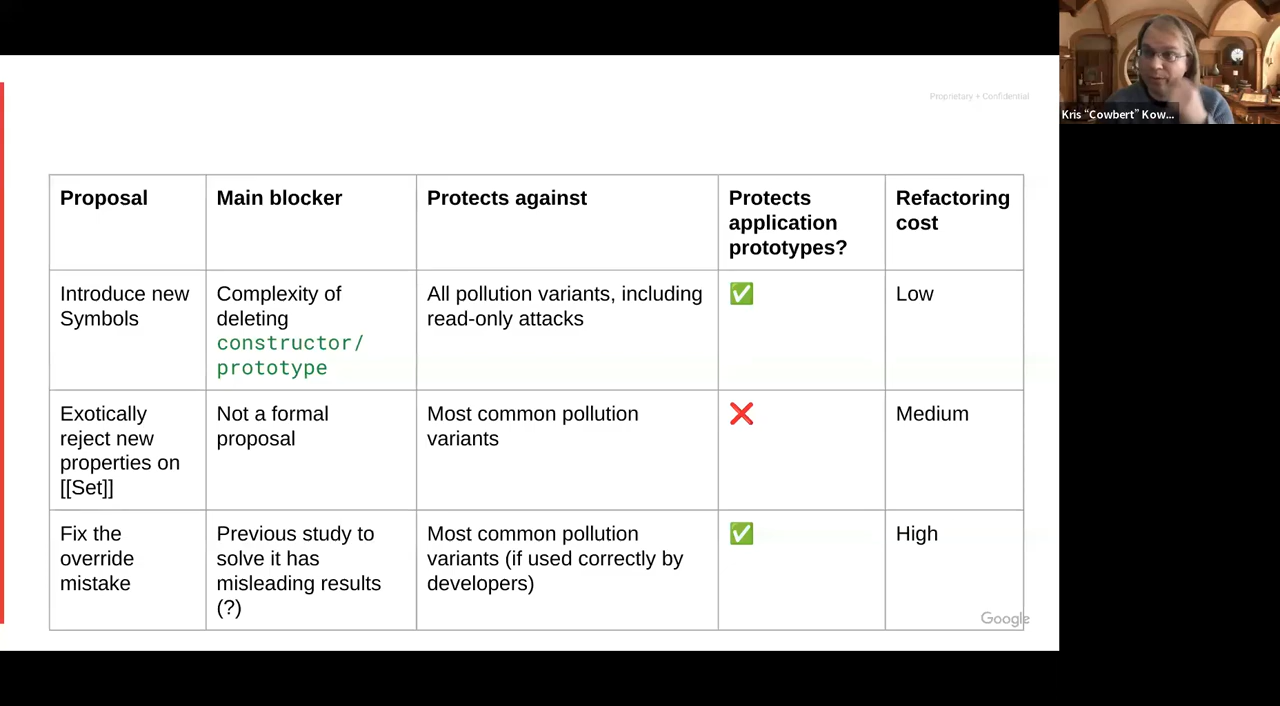 Proprietary + Confidential
Kris “Cowbert” Kow...
Proposal
Main blocker
Protects against
Protects
application
prototypes?
Refactoring
cost
Introduce new
Symbols
Complexity of
deleting
constructor/
prototype
All pollution variants, including
read-only attacks
✅
Low
Exotically
reject new
properties on
[[Set]]
Not a formal
proposal
Most common pollution
variants
❌
Medium
Fix the
override
mistake
Previous study to
solve it has
misleading results
(?)
Most common pollution
variants (if used correctly by
developers)
✅
High
Google